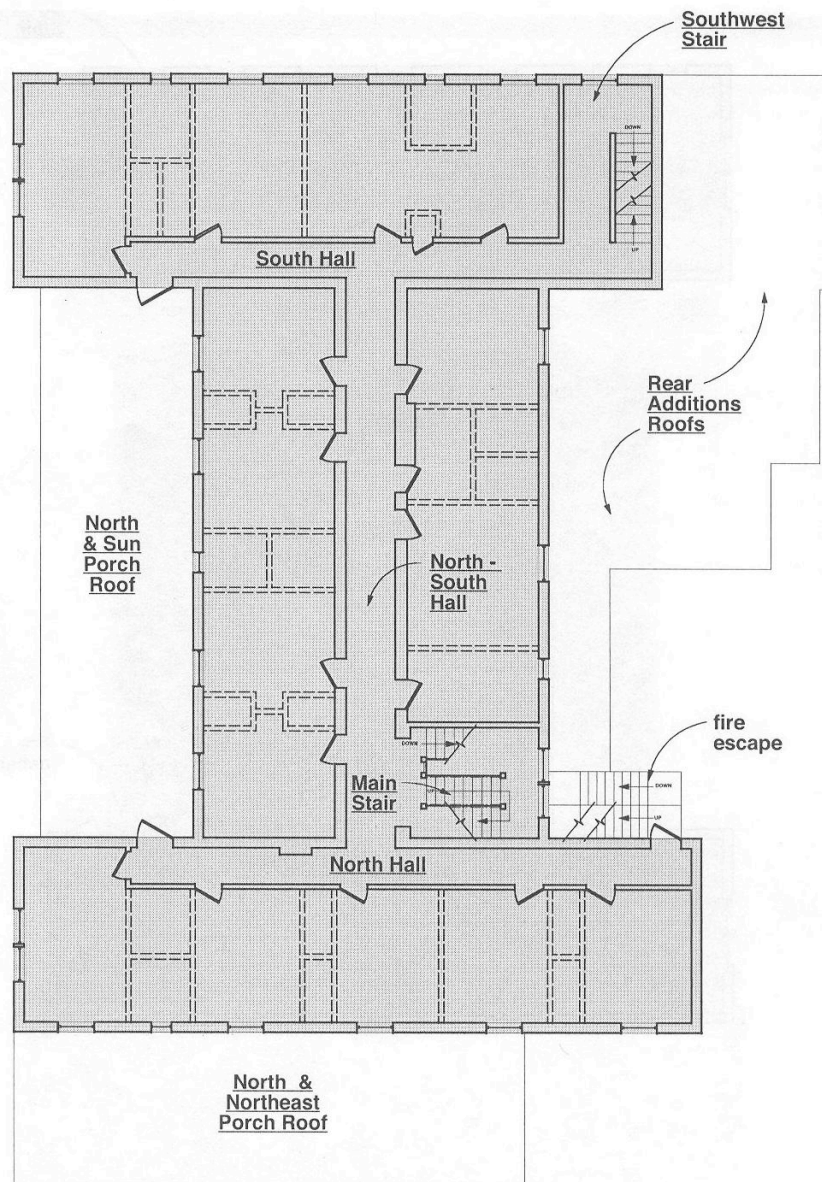 Southwest
Stair
DOWN
UP
South Hall
Rear
Additions
Roofs
North
& Sun
Porch
Roof
North -
South
Hall
fire
escape
DOWN
Main
Stair
UP
DOWN
UP
North Hall
North &
Northeast
Porch Roof